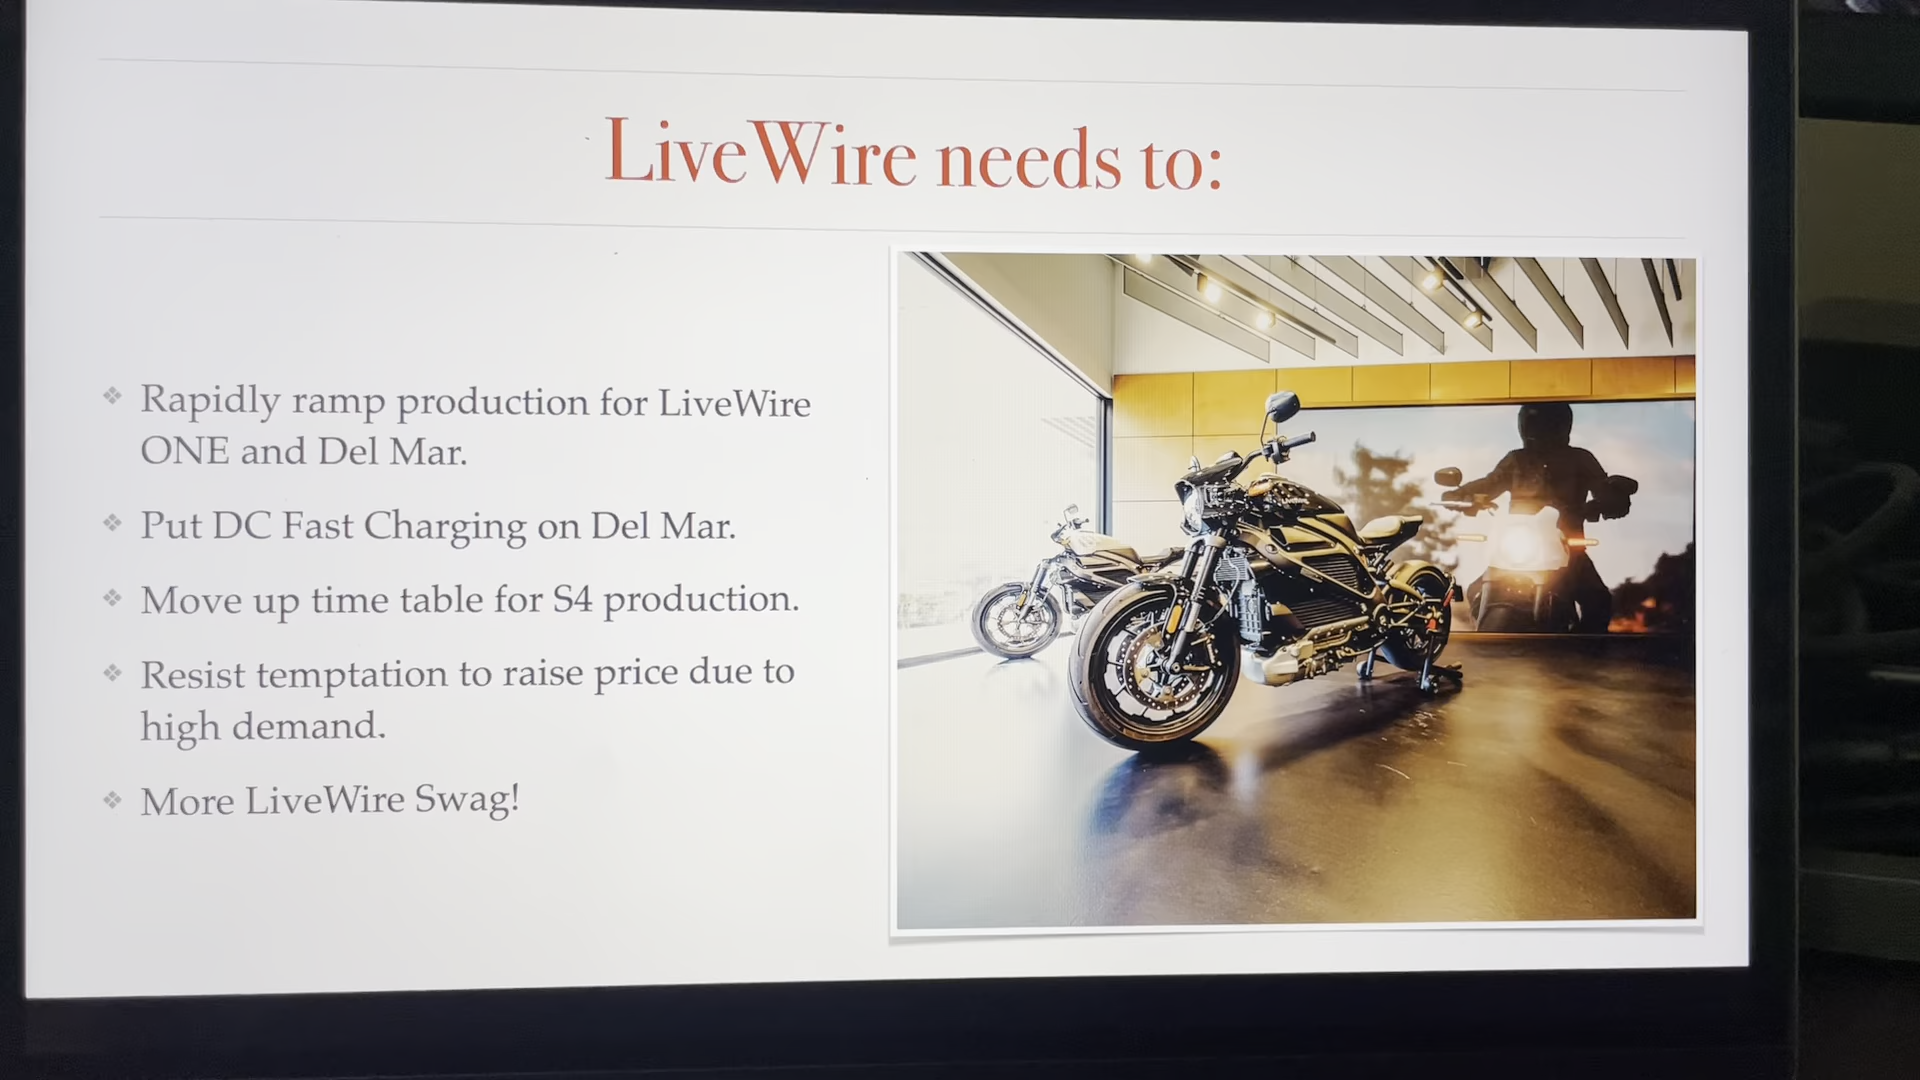 LiveWire needs to:
❖ Rapidly ramp production for LiveWire
ONE and Del Mar.
❖ Put DC Fast Charging on Del Mar.
❖ Move up time table for S4 production.
❖ Resist temptation to raise price due to
high demand.
❖ More LiveWire Swag!